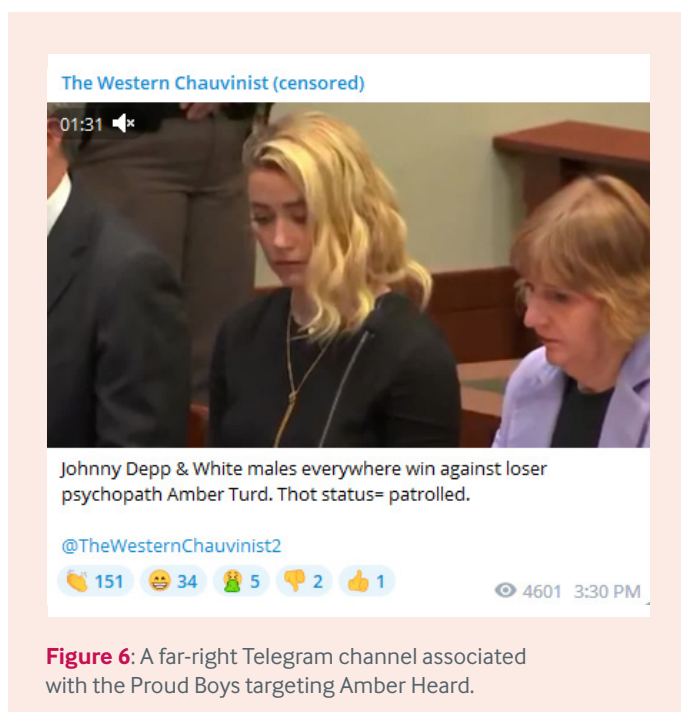 The Western Chauvinist (censored)
01:31
Johnny Depp & White males everywhere win against loser
psychopath Amber Turd. Thot status= patrolled.
@TheWesternChauvinist2
151 34 5 2 1
4601 3:30 PM
Figure 6: A far-right Telegram channel associated
with the Proud Boys targeting Amber Heard.